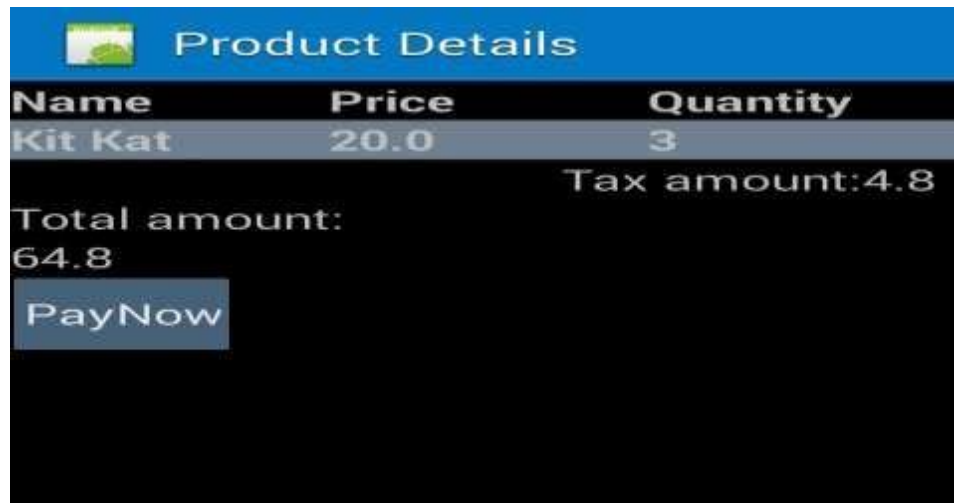 Product Details
Name Price Quantity
Kit Kat 20.0 3
Tax amount:4.8
Total amount:
64.8
PayNow